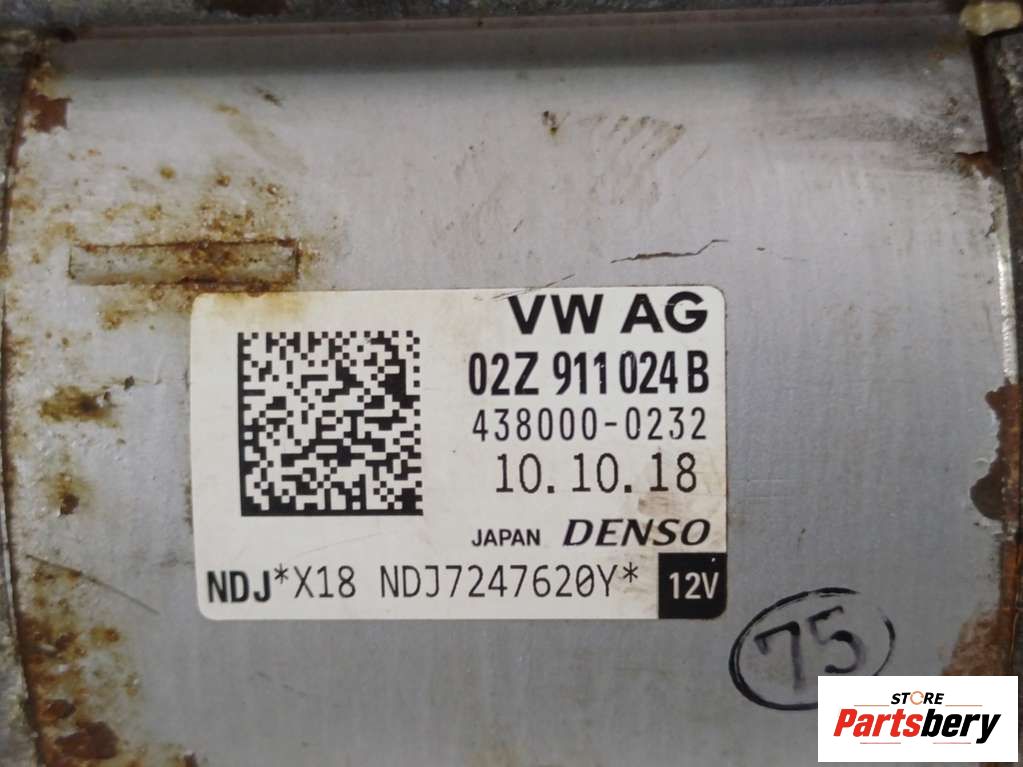 VW AG
02Z 911 024 B
438000-0232
10.10.18
JAPAN DENSO
NDJ*X18 NDJ7247620Y* 12V
75
STORE
Partsbery